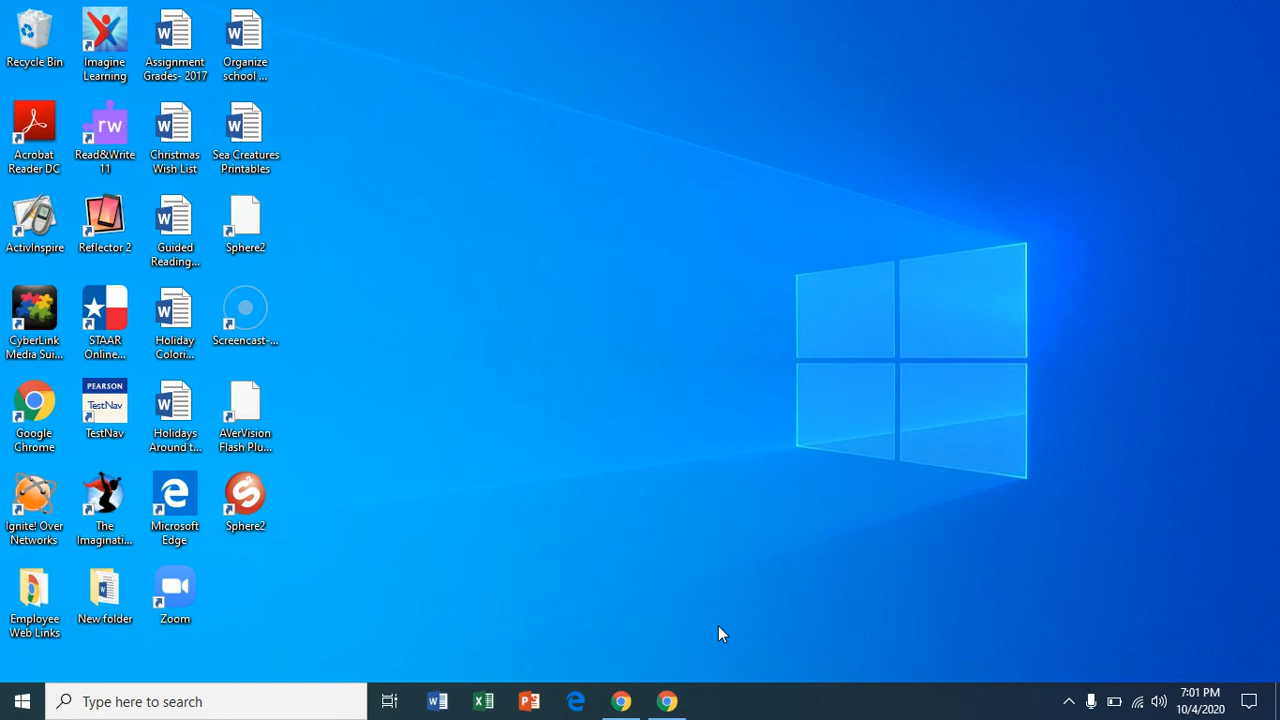 Recycle Bin
Imagine
Learning
Assignment
Grades- 2017
Organize
school ...
Acrobat
Reader DC
rw
Read&Write
11
Christmas
Wish List
Sea Creatures
Printables
ActivInspire
Reflector 2
Guided
Reading...
Sphere2
CyberLink
Media Sui...
STAAR
Online...
Holiday
Colori...
Screencast-...
Google
Chrome
PEARSON
TestNav
TestNav
Holidays
Around t...
AVerVision
Flash Plu...
Ignite! Over
Networks
The
Imaginati...
Microsoft
Edge
Sphere2
Employee
Web Links
New folder
Zoom
Type here to search
7:01 PM
10/4/2020